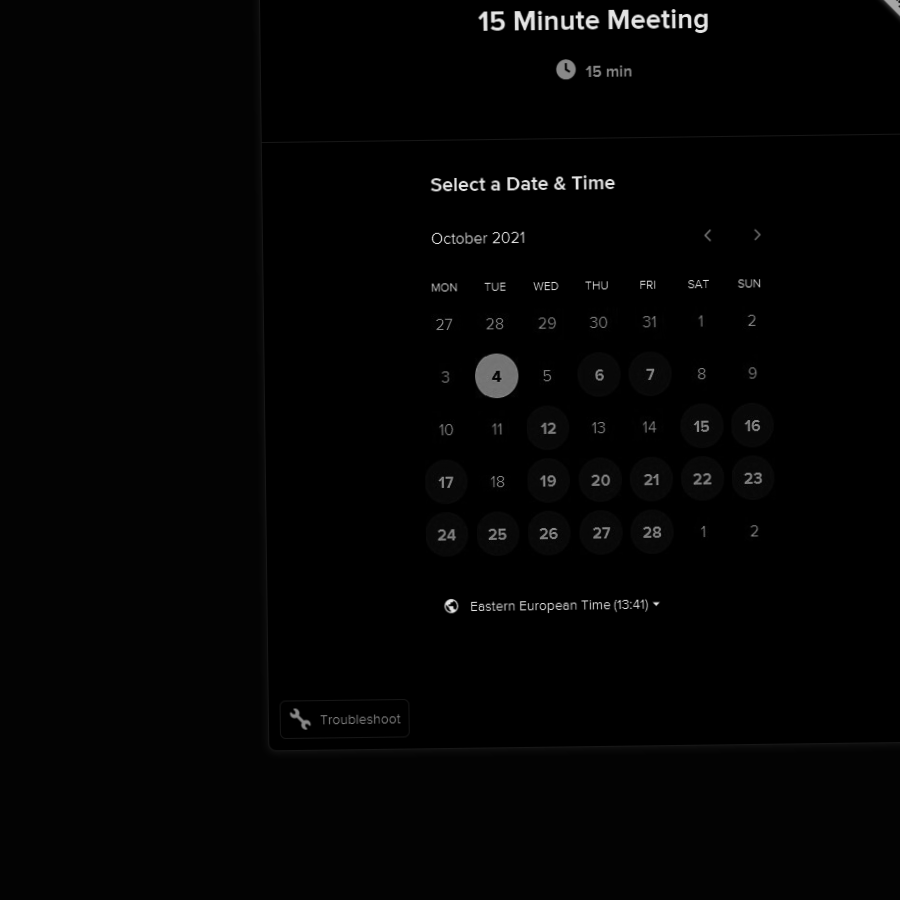 15 Minute Meeting
15 min
Select a Date & Time
October 2021
MON TUE WED THU FRI SAT SUN
27 28 29 30 31 1 2
3 4 5 6 7 8 9
10 11 12 13 14 15 16
17 18 19 20 21 22 23
24 25 26 27 28 1 2
Eastern European Time (13:41)
Troubleshoot